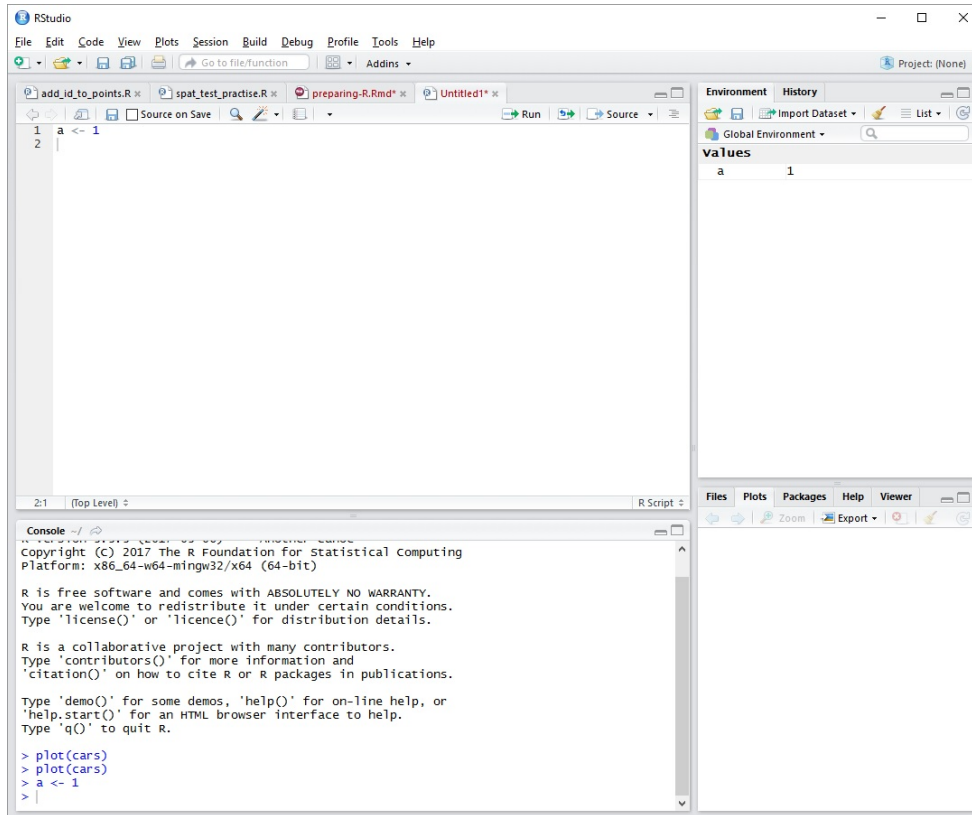 RStudio
File Edit Code View Plots Session Build Debug Profile Tools Help
Go to file/function Addins Project: (None)
add_id_to_points.R spat_test_practise.R preparing-R.Rmd* Untitled1*
Source on Save Run Source
1 a <- 1
2
2:1 (Top Level) R Script
Console ~/
Copyright (C) 2017 The R Foundation for Statistical Computing
Platform: x86_64-w64-mingw32/x64 (64-bit)
R is free software and comes with ABSOLUTELY NO WARRANTY.
You are welcome to redistribute it under certain conditions.
Type 'license()' or 'licence()' for distribution details.
R is a collaborative project with many contributors.
Type 'contributors()' for more information and
'citation()' on how to cite R or R packages in publications.
Type 'demo()' for some demos, 'help()' for on-line help, or
'help.start()' for an HTML browser interface to help.
Type 'q()' to quit R.
> plot(cars)
> plot(cars)
> a <- 1
>
Environment History
Import Dataset List
Global Environment
Values
a 1
Files Plots Packages Help Viewer
Zoom Export